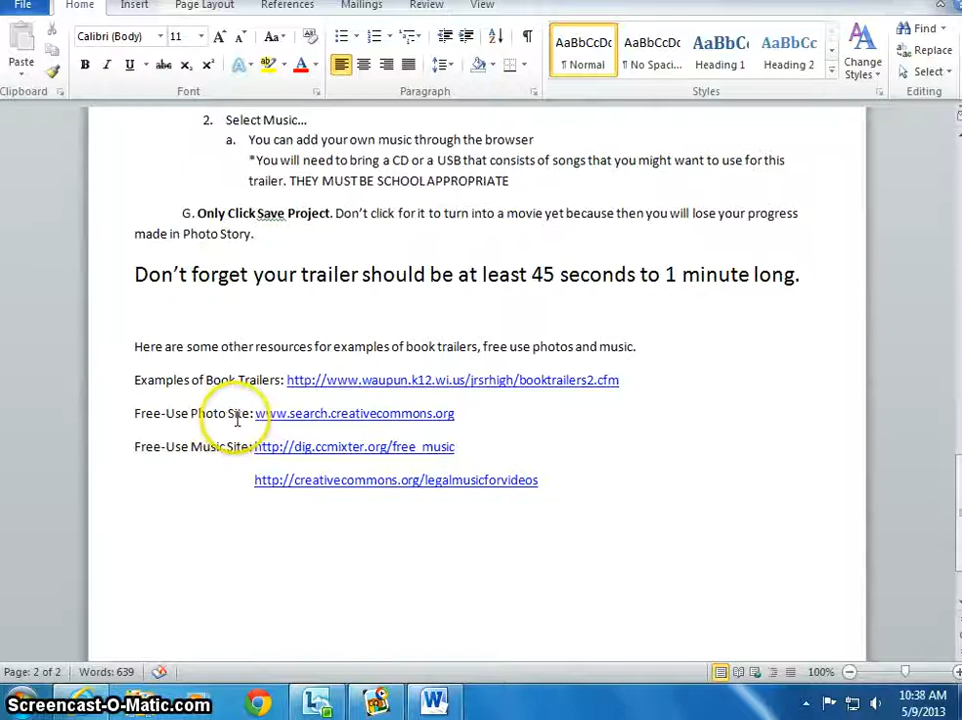 File Home Insert Page Layout References Mailings Review View
Calibri (Body) 11 Aa
Paste B I U abc X₂ X² A A
AaBbCcDc AaBbCcDc AaBbC AaBbCc
¶ Normal ¶ No Spaci... Heading 1 Heading 2
Change Styles
Find
Replace
Select
Clipboard Font Paragraph Styles Editing
2. Select Music...
a. You can add your own music through the browser
*You will need to bring a CD or a USB that consists of songs that you might want to use for this
trailer. THEY MUST BE SCHOOL APPROPRIATE
G. Only Click Save Project. Don't click for it to turn into a movie yet because then you will lose your progress
made in Photo Story.
Don't forget your trailer should be at least 45 seconds to 1 minute long.
Here are some other resources for examples of book trailers, free use photos and music.
Examples of Book Trailers: http://www.waupun.k12.wi.us/jrsrhigh/booktrailers2.cfm
Free-Use Photo Site: www.search.creativecommons.org
Free-Use Music Site: http://dig.ccmixter.org/free_music
http://creativecommons.org/legalmusicforvideos
Page: 2 of 2 Words: 639 100%
Screencast-O-Matic.com
10:38 AM
5/9/2013